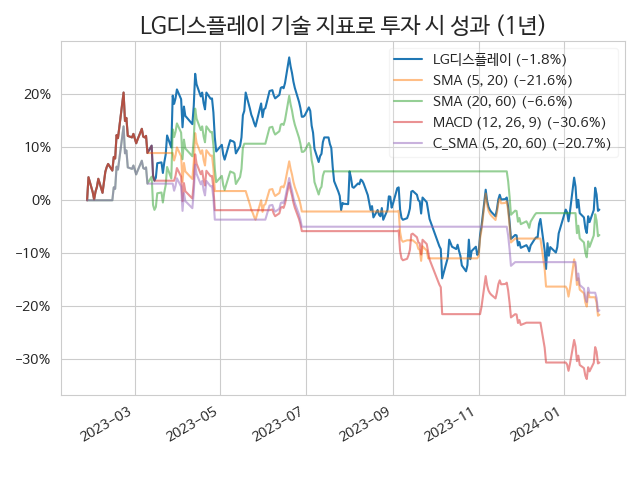 LG디스플레이 기술 지표로 투자 시 성과 (1년)
LG디스플레이 (−1.8%)
SMA (5, 20) (−21.6%)
SMA (20, 60) (−6.6%)
MACD (12, 26, 9) (−30.6%)
C_SMA (5, 20, 60) (−20.7%)
20%
10%
0%
−10%
−20%
−30%
2023−03
2023−05
2023−07
2023−09
2023−11
2024−01